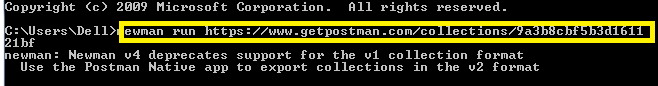 Copyright (c) 2009 Microsoft Corporation.  All rights reserved.
C:\Users\Dell>newman run https://www.getpostman.com/collections/9a3b8cbf5b3d1611
21bf
newman: Newman v4 deprecates support for the v1 collection format
  Use the Postman Native app to export collections in the v2 format